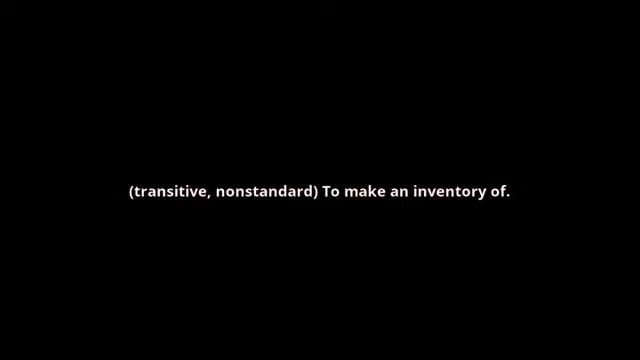 (transitive, nonstandard) To make an inventory of.